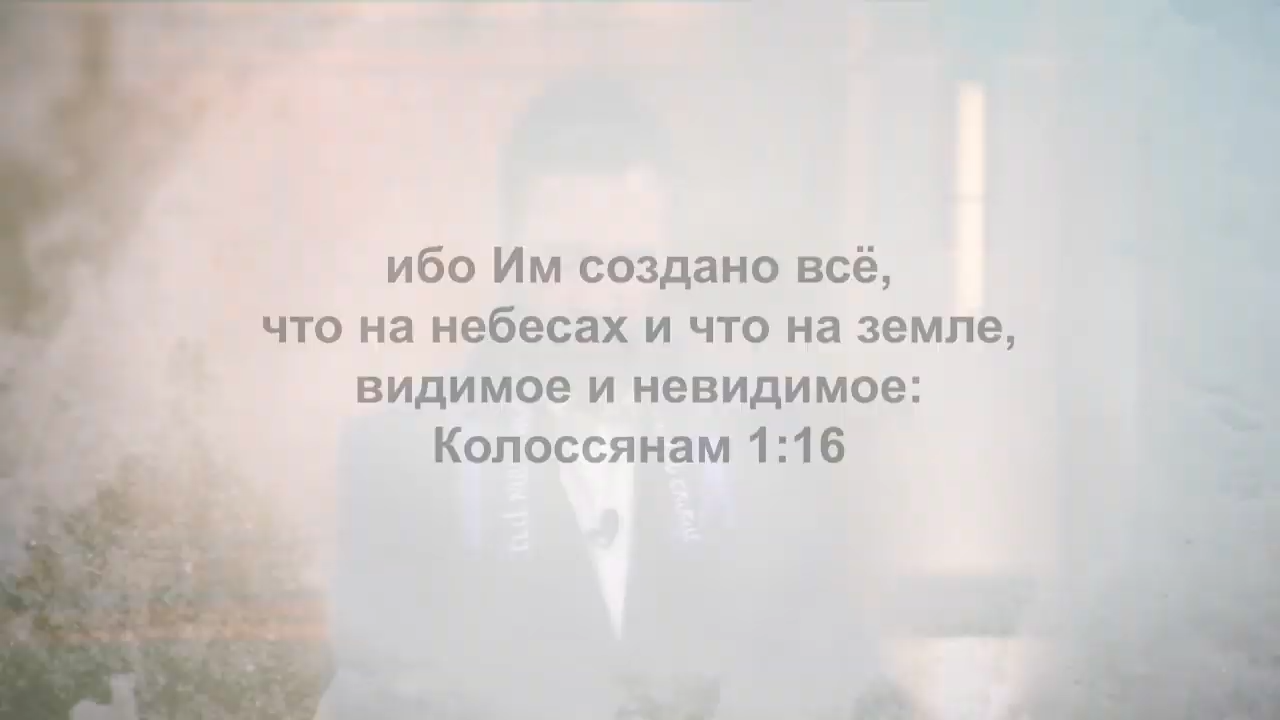 ибо Им создано всё,
что на небесах и что на земле,
видимое и невидимое:
Колоссянам 1:16